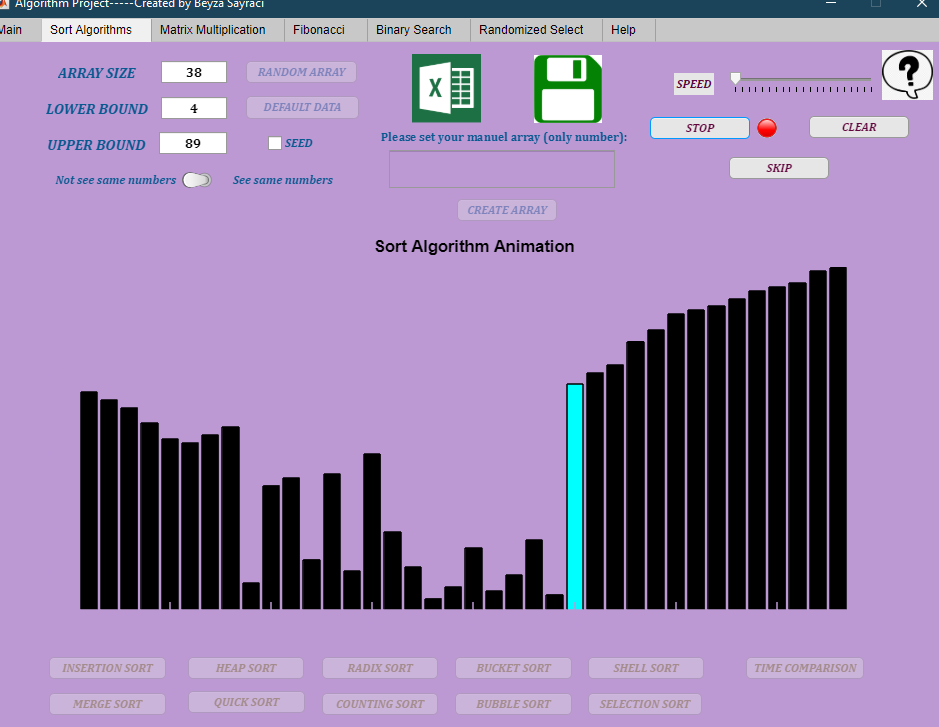 Algorithm Project-----Created by Beyza Sayraci
Main Sort Algorithms Matrix Multiplication Fibonacci Binary Search Randomized Select Help
ARRAY SIZE 38 RANDOM ARRAY
LOWER BOUND 4 DEFAULT DATA
UPPER BOUND 89 SEED
Not see same numbers See same numbers
X
Please set your manuel array (only number):
CREATE ARRAY
SPEED
?
STOP CLEAR
SKIP
Sort Algorithm Animation
INSERTION SORT HEAP SORT RADIX SORT BUCKET SORT SHELL SORT TIME COMPARISON
MERGE SORT QUICK SORT COUNTING SORT BUBBLE SORT SELECTION SORT